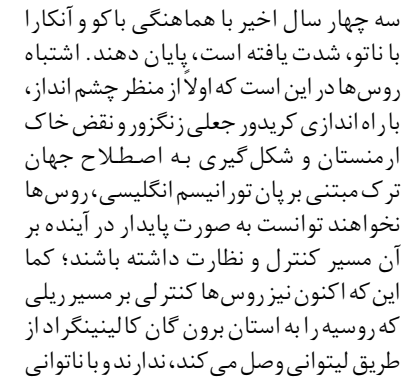 سه چهار سال اخیر با هماهنگی باکو و آنکارا
با ناتو، شدت یافته است، پایان دهند. اشتباه
روس‌ها در این است که اولاً از منظر چشم انداز،
با راه اندازی کریدور جعلی زنگزور و نقض خاک
ارمنستان و شکل گیری به اصطلاح جهان
ترک مبتنی بر پان تورانیسم انگلیسی، روس‌ها
نخواهند توانست به صورت پایدار در آینده بر
آن مسیر کنترل و نظارت داشته باشند؛ کما
این که اکنون نیز روس‌ها کنترلی بر مسیر ریلی
که روسیه را به استان برون گان کالینینگراد از
طریق لیتوانی وصل می کند، ندارند و با ناتوانی